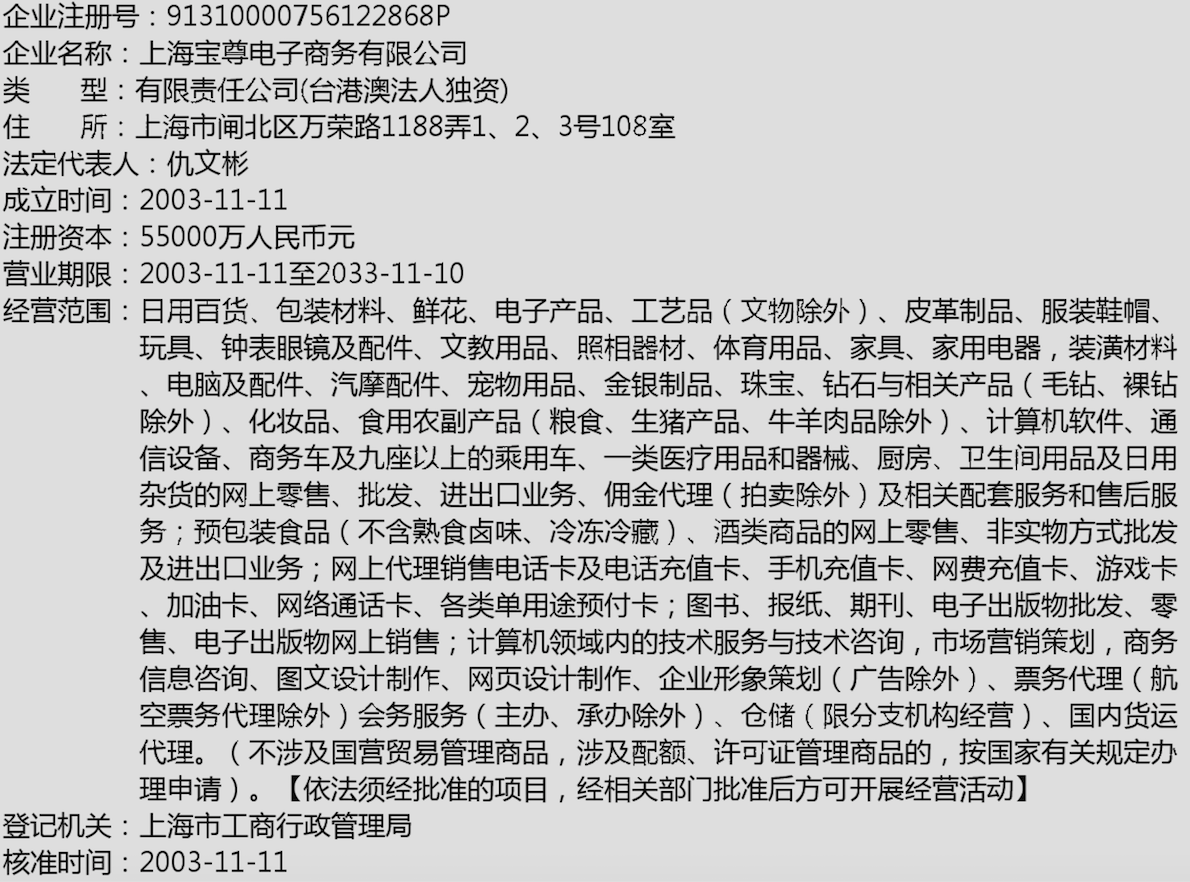 企业注册号：91310000756122868P
企业名称：上海宝尊电子商务有限公司
类　　型：有限责任公司(台港澳法人独资)
住　　所：上海市闸北区万荣路1188弄1、2、3号108室
法定代表人：仇文彬
成立时间：2003-11-11
注册资本：55000万人民币元
营业期限：2003-11-11至2033-11-10
经营范围：日用百货、包装材料、鲜花、电子产品、工艺品（文物除外）、皮革制品、服装鞋帽、
玩具、钟表眼镜及配件、文教用品、照相器材、体育用品、家具、家用电器，装潢材料
、电脑及配件、汽摩配件、宠物用品、金银制品、珠宝、钻石与相关产品（毛钻、裸钻
除外）、化妆品、食用农副产品（粮食、生猪产品、牛羊肉品除外）、计算机软件、通
信设备、商务车及九座以上的乘用车、一类医疗用品和器械、厨房、卫生间用品及日用
杂货的网上零售、批发、进出口业务、佣金代理（拍卖除外）及相关配套服务和售后服
务；预包装食品（不含熟食卤味、冷冻冷藏）、酒类商品的网上零售、非实物方式批发
及进出口业务；网上代理销售电话卡及电话充值卡、手机充值卡、网费充值卡、游戏卡
、加油卡、网络通话卡、各类单用途预付卡；图书、报纸、期刊、电子出版物批发、零
售、电子出版物网上销售；计算机领域内的技术服务与技术咨询，市场营销策划，商务
信息咨询、图文设计制作、网页设计制作、企业形象策划（广告除外）、票务代理（航
空票务代理除外）会务服务（主办、承办除外）、仓储（限分支机构经营）、国内货运
代理。（不涉及国营贸易管理商品，涉及配额、许可证管理商品的，按国家有关规定办
理申请）。【依法须经批准的项目，经相关部门批准后方可开展经营活动】
登记机关：上海市工商行政管理局
核准时间：2003-11-11